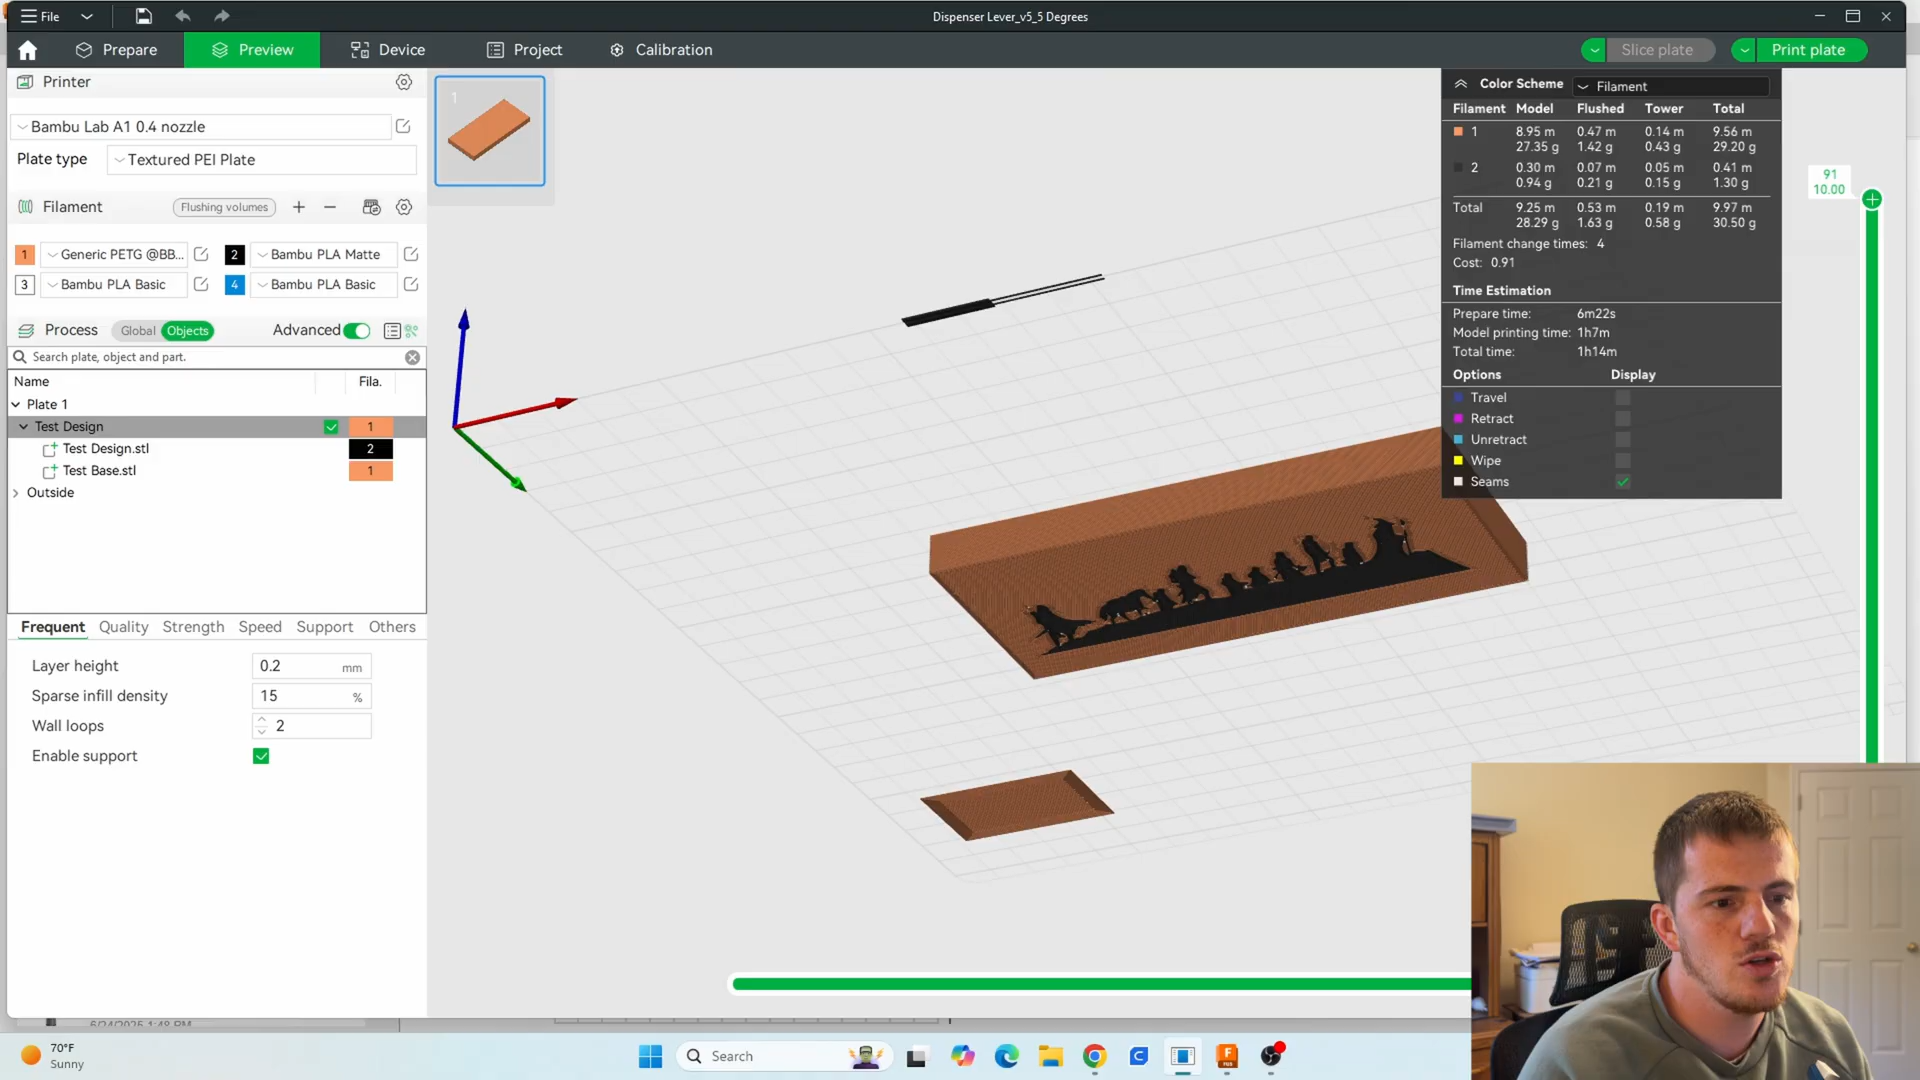 File
Dispenser Lever_v5_5 Degrees
Prepare
Preview
Device
Project
Calibration
Slice plate
Print plate
Printer
Bambu Lab A1 0.4 nozzle
Plate type
Textured PEI Plate
Filament
Flushing volumes
1 Generic PETG @BB...
2 Bambu PLA Matte
3 Bambu PLA Basic
4 Bambu PLA Basic
Process
Global
Objects
Advanced
Search plate, object and part.
Name
Fila.
Plate 1
Test Design 1
Test Design.stl 2
Test Base.stl 1
Outside
Frequent Quality Strength Speed Support Others
Layer height 0.2 mm
Sparse infill density 15 %
Wall loops 2
Enable support
1
Color Scheme Filament
Filament Model Flushed Tower Total
1 8.95 m 0.47 m 0.14 m 9.56 m
27.35 g 1.42 g 0.43 g 29.20 g
2 0.30 m 0.07 m 0.05 m 0.41 m
0.94 g 0.21 g 0.15 g 1.30 g
Total 9.25 m 0.53 m 0.19 m 9.97 m
28.29 g 1.63 g 0.58 g 30.50 g
Filament change times: 4
Cost: 0.91
Time Estimation
Prepare time: 6m22s
Model printing time: 1h7m
Total time: 1h14m
Options Display
Travel
Retract
Unretract
Wipe
Seams
91
10.00
6/24/2025 1:48 PM
70°F
Sunny
Search